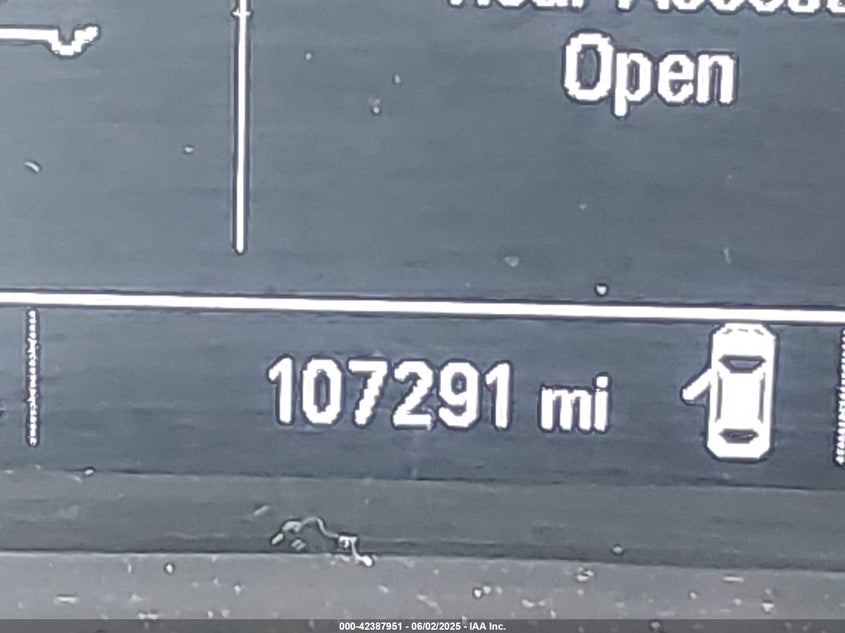 Open
107291 mi
000-42387951 - 06/02/2025 - IAA Inc.